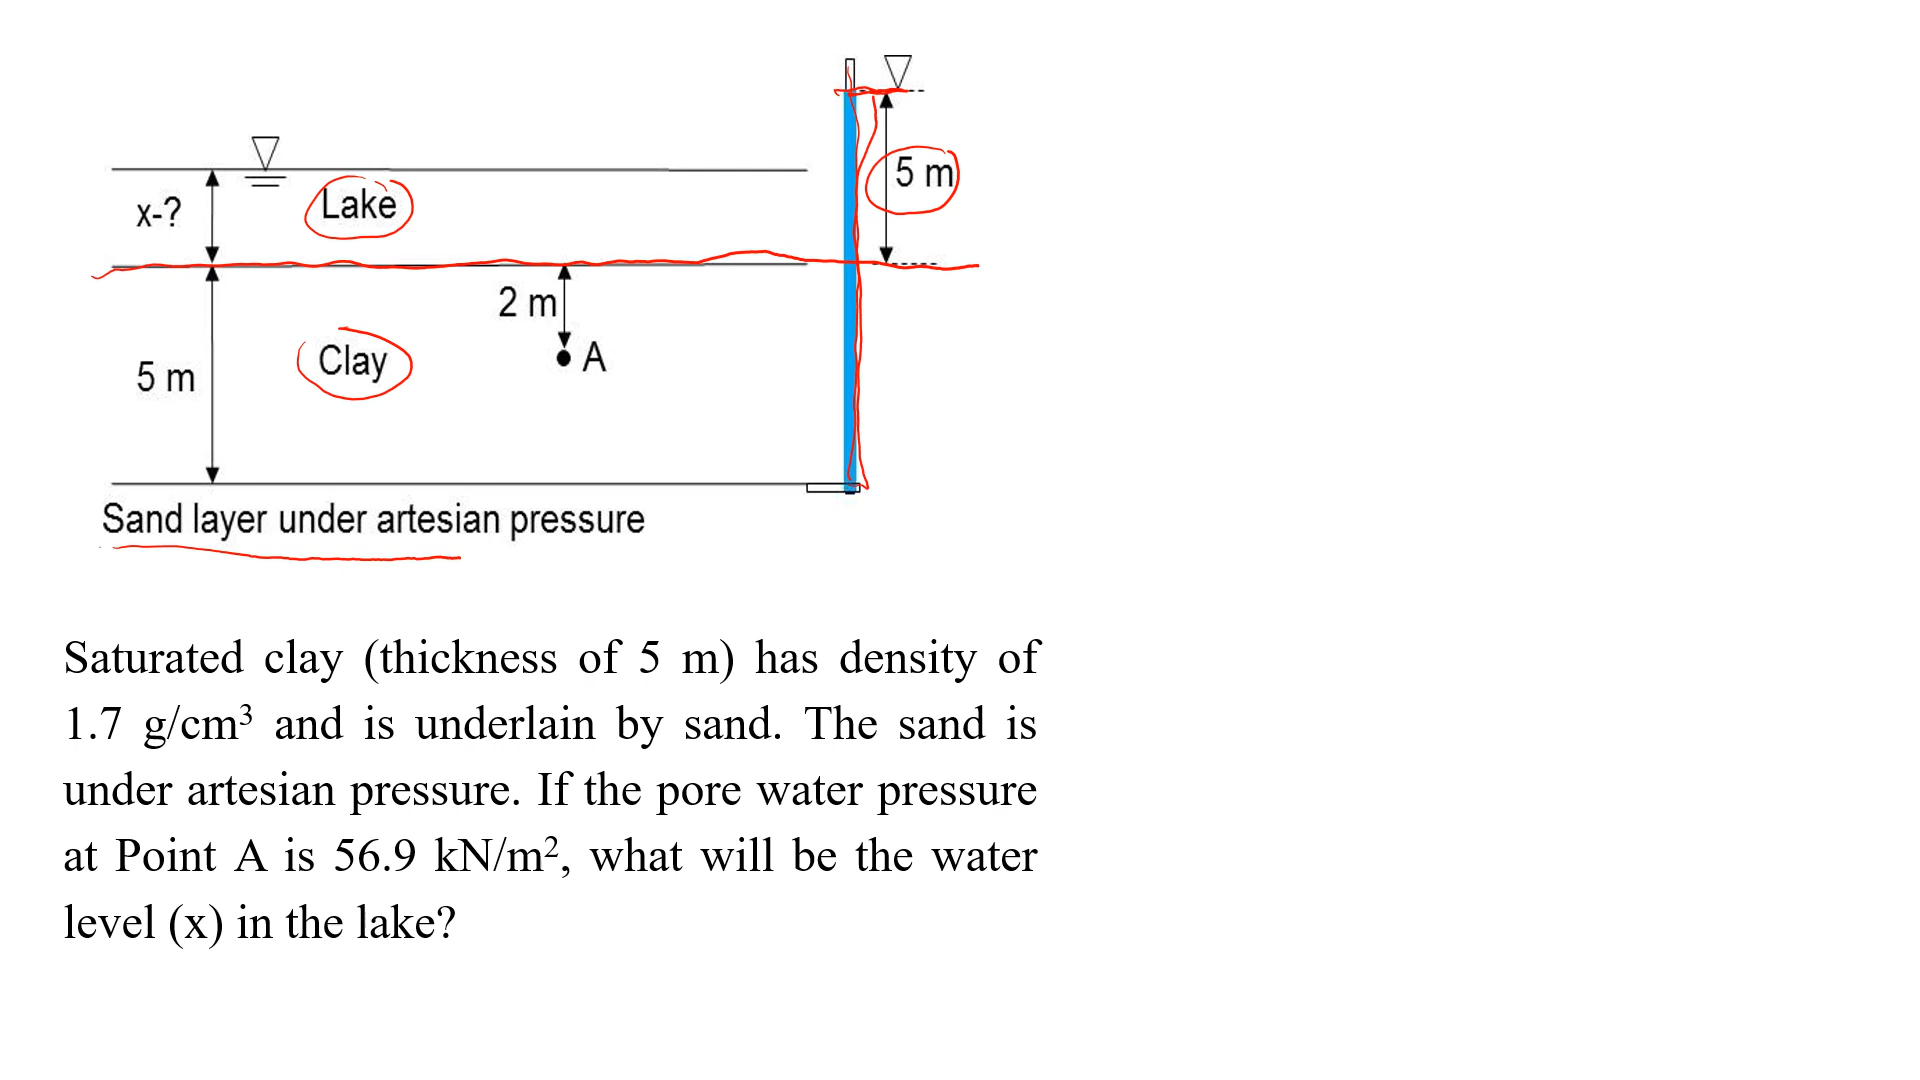 5 m
Lake
x-?
2 m
A
Clay
5 m
Sand layer under artesian pressure
Saturated clay (thickness of 5 m) has density of
1.7 g/cm³ and is underlain by sand. The sand is
under artesian pressure. If the pore water pressure
at Point A is 56.9 kN/m², what will be the water
level (x) in the lake?